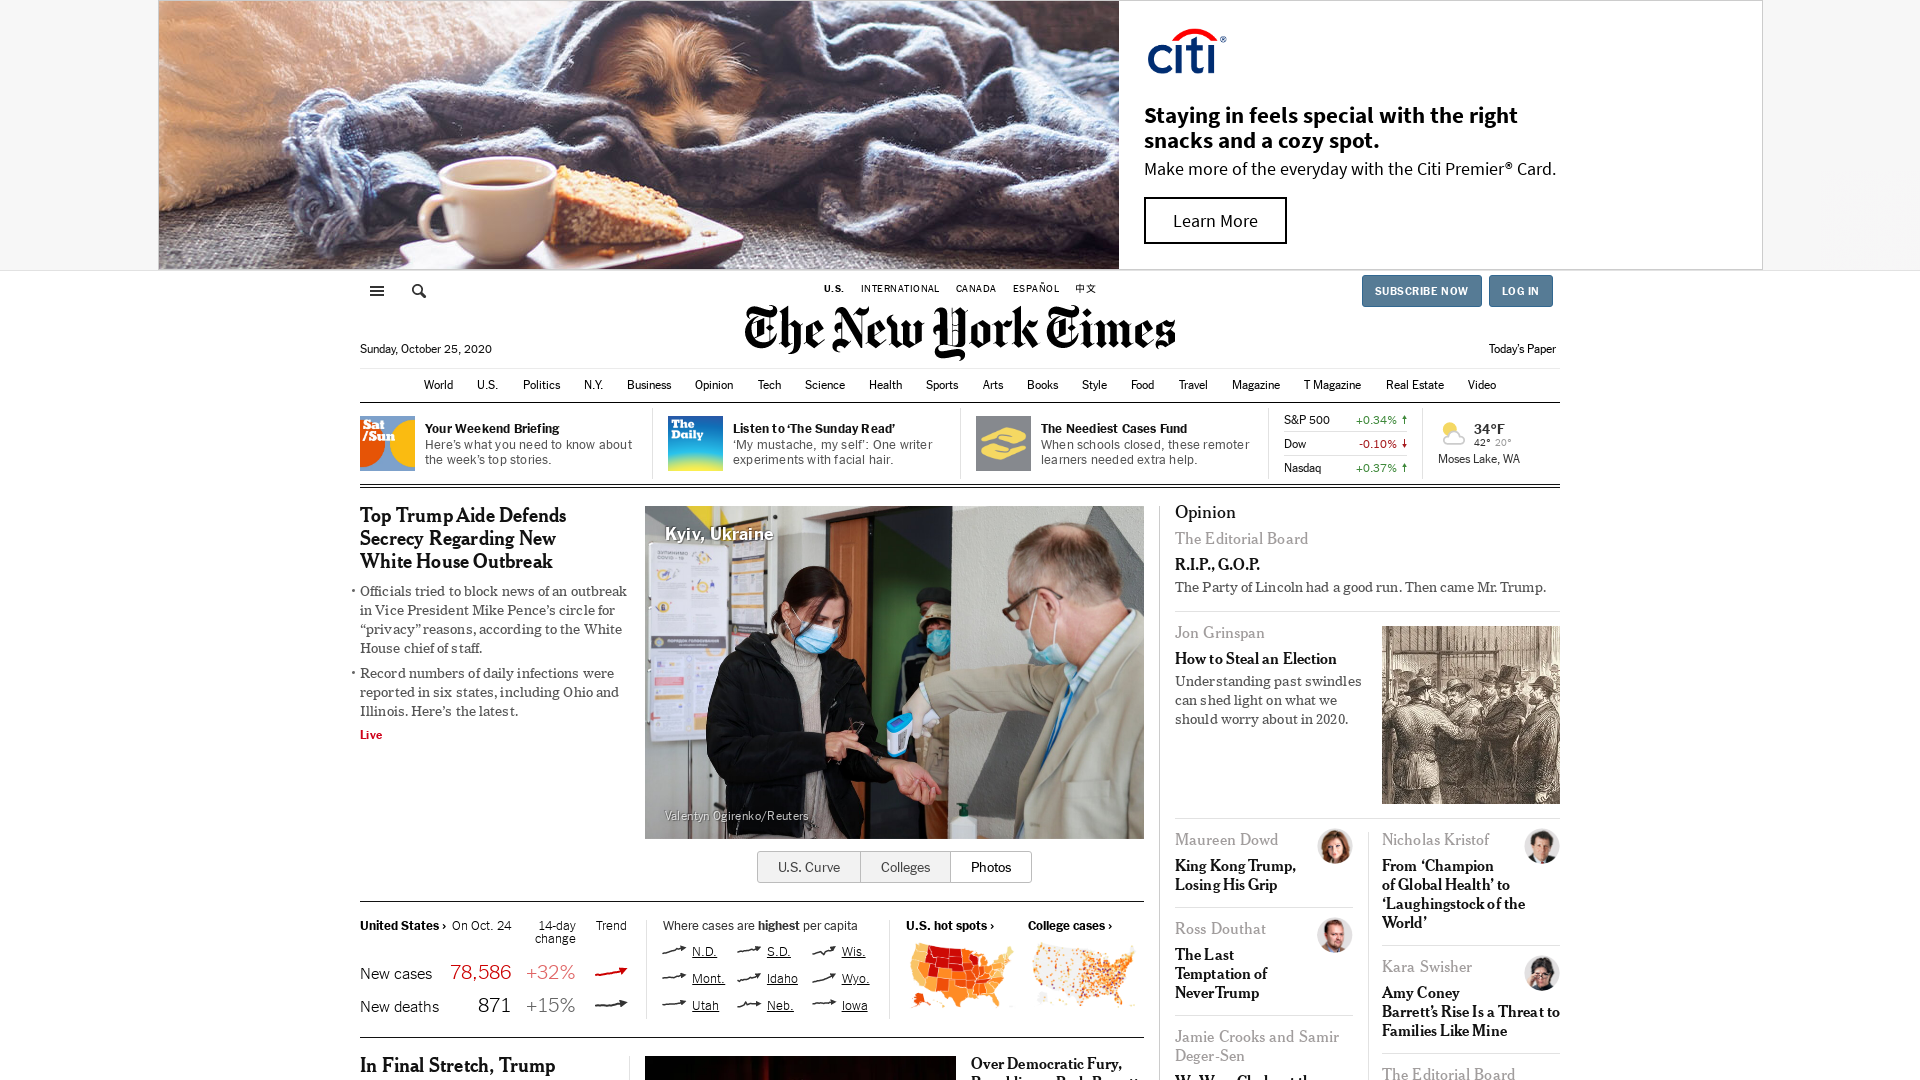 citi®
Staying in feels special with the right
snacks and a cozy spot.
Make more of the everyday with the Citi Premier® Card.
Learn More
U.S. INTERNATIONAL CANADA ESPAÑOL 中文
SUBSCRIBE NOW LOG IN
The New York Times
Sunday, October 25, 2020
Today’s Paper
World U.S. Politics N.Y. Business Opinion Tech Science Health Sports Arts Books Style Food Travel Magazine T Magazine Real Estate Video
Sat
/Sun
Your Weekend Briefing
Here’s what you need to know about
the week’s top stories.
The
Daily
Listen to ‘The Sunday Read’
‘My mustache, my self’: One writer
experiments with facial hair.
The Neediest Cases Fund
When schools closed, these remoter
learners needed extra help.
S&P 500 +0.34% ↑
Dow -0.10% ↓
Nasdaq +0.37% ↑
34°F
42° 20°
Moses Lake, WA
Top Trump Aide Defends
Secrecy Regarding New
White House Outbreak
• Officials tried to block news of an outbreak
in Vice President Mike Pence’s circle for
“privacy” reasons, according to the White
House chief of staff.
• Record numbers of daily infections were
reported in six states, including Ohio and
Illinois. Here’s the latest.
Live
Kyiv, Ukraine
Valentyn Ogirenko/Reuters
U.S. Curve Colleges Photos
United States › On Oct. 24 14-day
change Trend
New cases 78,586 +32%
New deaths 871 +15%
Where cases are highest per capita
N.D. S.D. Wis.
Mont. Idaho Wyo.
Utah Neb. Iowa
U.S. hot spots ›
College cases ›
In Final Stretch, Trump
Over Democratic Fury,
Opinion
The Editorial Board
R.I.P., G.O.P.
The Party of Lincoln had a good run. Then came Mr. Trump.
Jon Grinspan
How to Steal an Election
Understanding past swindles
can shed light on what we
should worry about in 2020.
Maureen Dowd
King Kong Trump,
Losing His Grip
Ross Douthat
The Last
Temptation of
NeverTrump
Jamie Crooks and Samir
Deger-Sen
Nicholas Kristof
From ‘Champion
of Global Health’ to
‘Laughingstock of the
World’
Kara Swisher
Amy Coney
Barrett’s Rise Is a Threat to
Families Like Mine
The Editorial Board